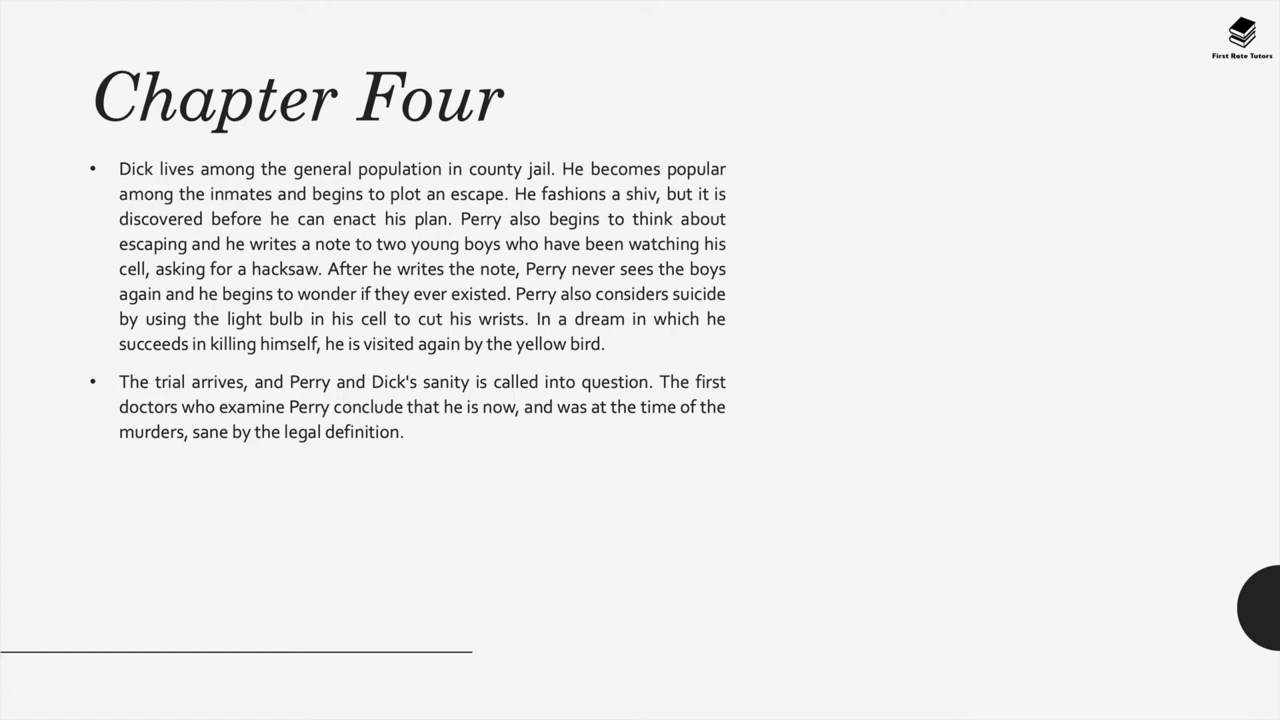 First Rate Tutors
Chapter Four
• Dick lives among the general population in county jail. He becomes popular
among the inmates and begins to plot an escape. He fashions a shiv, but it is
discovered before he can enact his plan. Perry also begins to think about
escaping and he writes a note to two young boys who have been watching his
cell, asking for a hacksaw. After he writes the note, Perry never sees the boys
again and he begins to wonder if they ever existed. Perry also considers suicide
by using the light bulb in his cell to cut his wrists. In a dream in which he
succeeds in killing himself, he is visited again by the yellow bird.
• The trial arrives, and Perry and Dick's sanity is called into question. The first
doctors who examine Perry conclude that he is now, and was at the time of the
murders, sane by the legal definition.